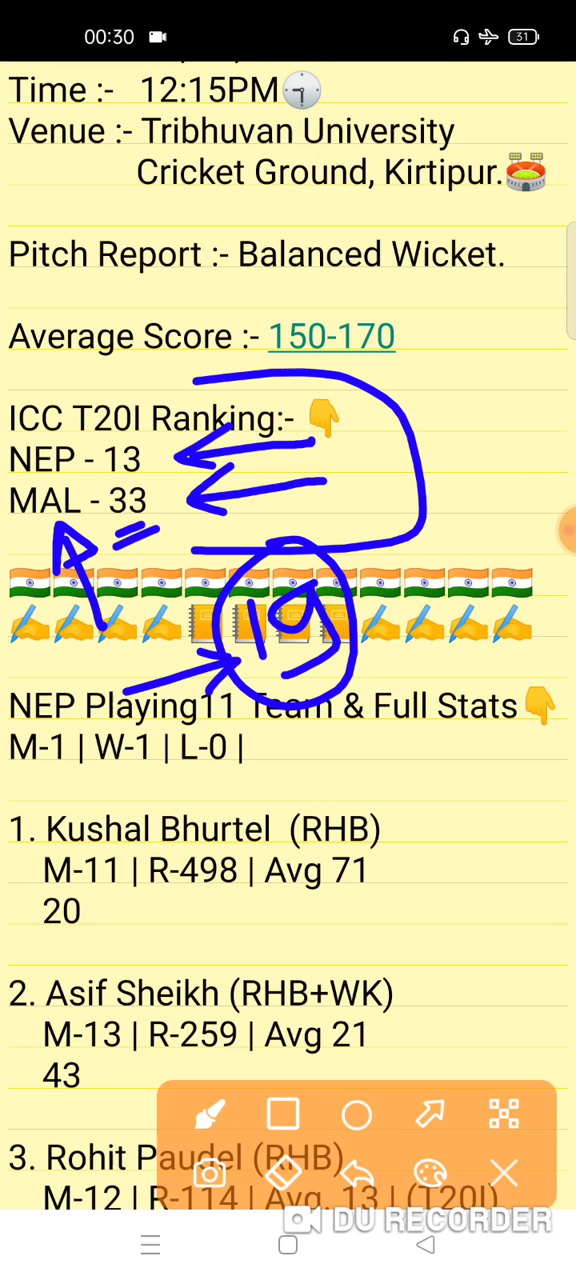 00:30
31
Time :- 12:15PM
Venue :- Tribhuvan University
Cricket Ground, Kirtipur.
Pitch Report :- Balanced Wicket.
Average Score :- 150-170
ICC T20I Ranking:-
NEP - 13
MAL - 33
19
NEP Playing11 Team & Full Stats
M-1 | W-1 | L-0 |
1. Kushal Bhurtel (RHB)
M-11 | R-498 | Avg 71
20
2. Asif Sheikh (RHB+WK)
M-13 | R-259 | Avg 21
43
3. Rohit Paudel (RHB)
M-12 | R-114 | Avg. 13 | (T20I)
DU RECORDER